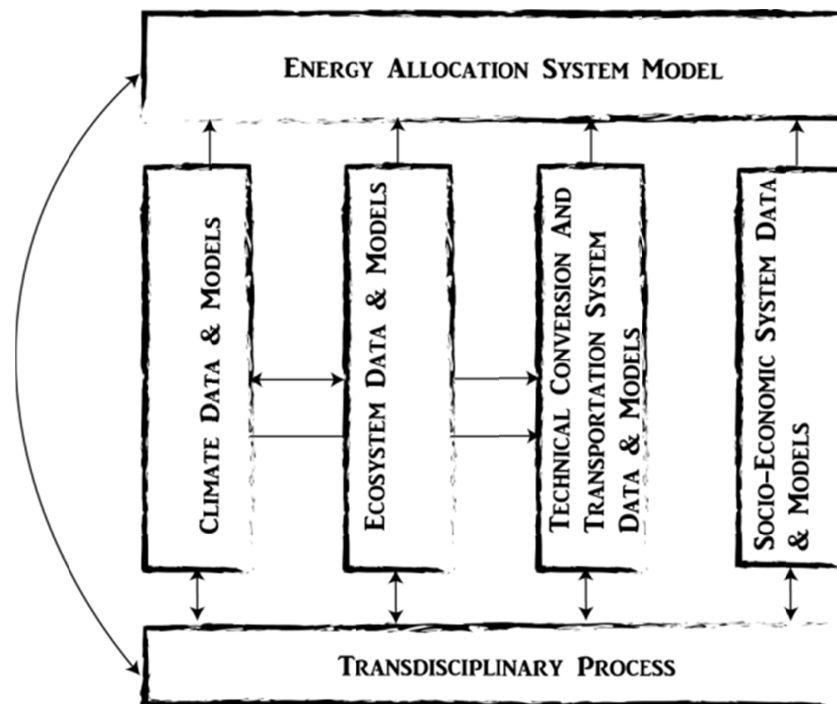 ENERGY ALLOCATION SYSTEM MODEL
CLIMATE DATA & MODELS
ECOSYSTEM DATA & MODELS
TECHNICAL CONVERSION AND
TRANSPORTATION SYSTEM
DATA & MODELS
SOCIO-ECONOMIC SYSTEM DATA
& MODELS
TRANSDISCIPLINARY PROCESS